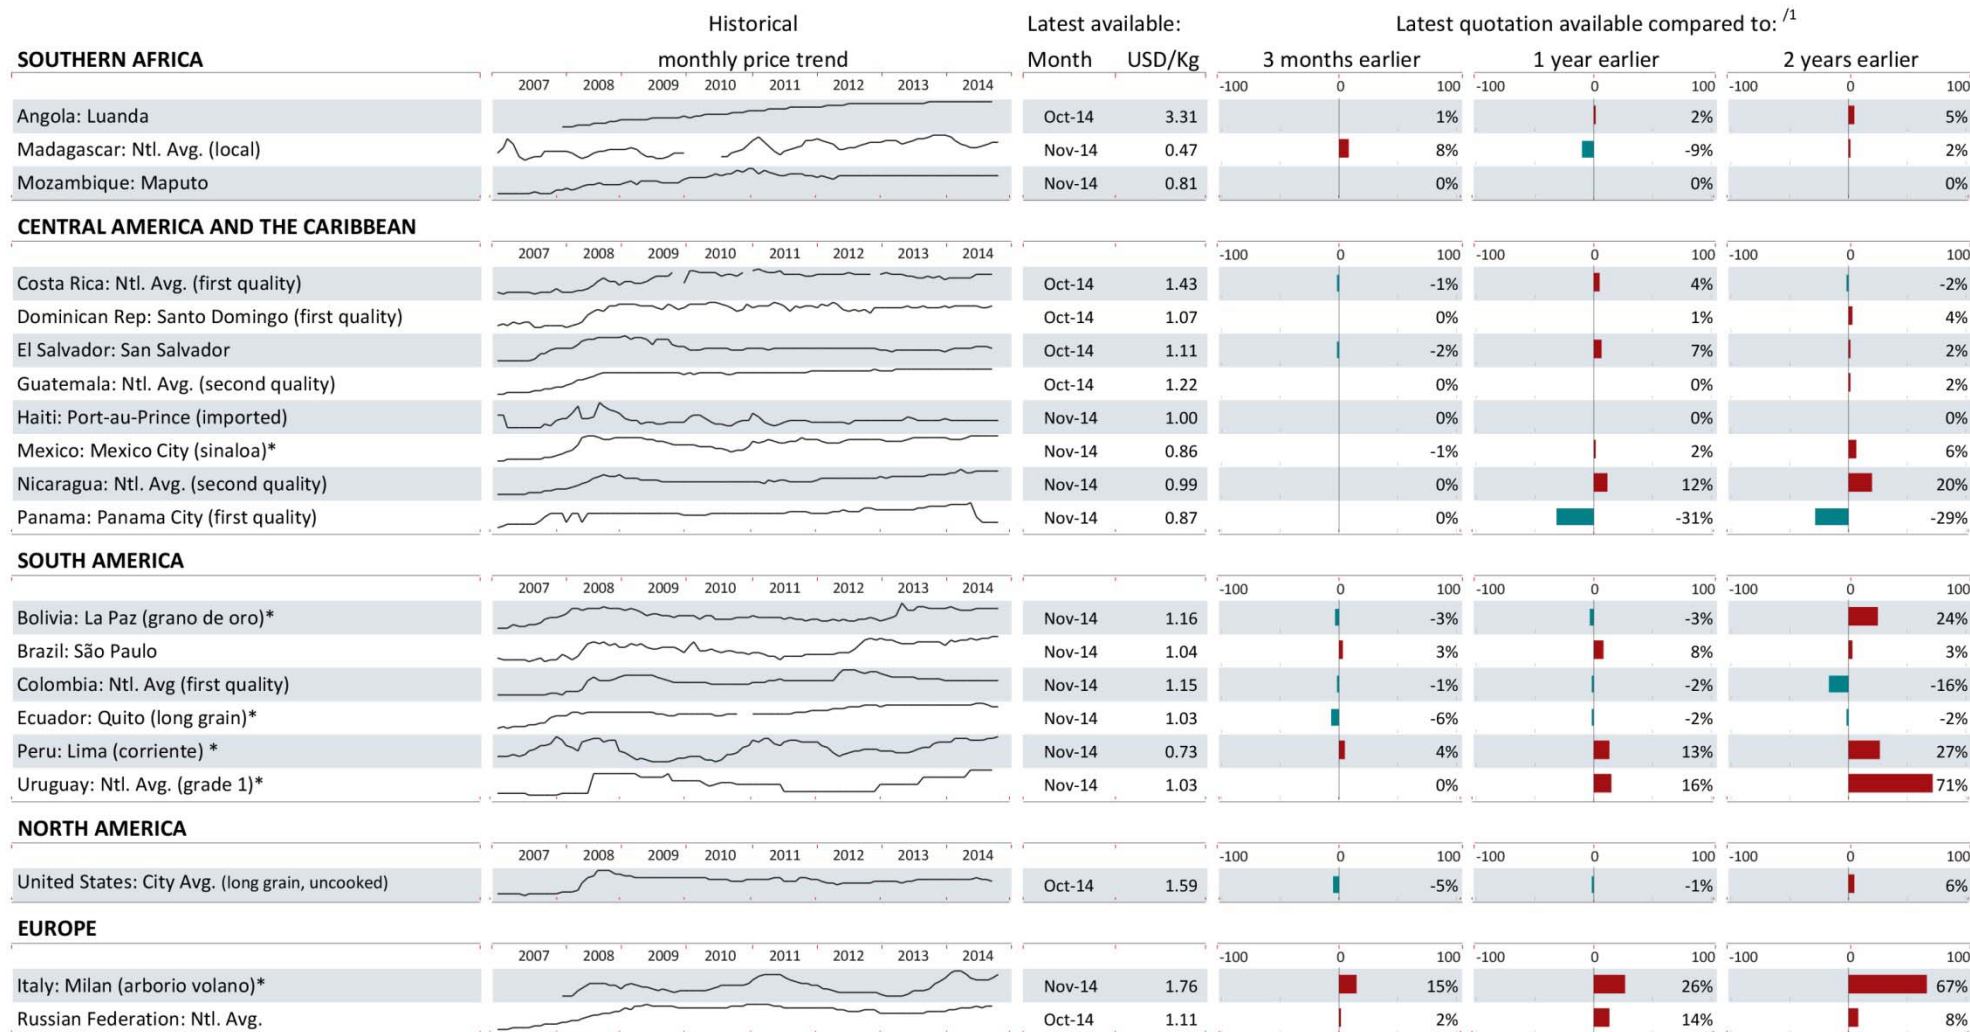 Historical Latest available: Latest quotation available compared to: /1
SOUTHERN AFRICA monthly price trend Month USD/Kg 3 months earlier 1 year earlier 2 years earlier
2007 2008 2009 2010 2011 2012 2013 2014 -100 0 100 -100 0 100 -100 0 100
Angola: Luanda Oct-14 3.31 1% 2% 5%
Madagascar: Ntl. Avg. (local) Nov-14 0.47 8% -9% 2%
Mozambique: Maputo Nov-14 0.81 0% 0% 0%
CENTRAL AMERICA AND THE CARIBBEAN
2007 2008 2009 2010 2011 2012 2013 2014 -100 0 100 -100 0 100 -100 0 100
Costa Rica: Ntl. Avg. (first quality) Oct-14 1.43 -1% 4% -2%
Dominican Rep: Santo Domingo (first quality) Oct-14 1.07 0% 1% 4%
El Salvador: San Salvador Oct-14 1.11 -2% 7% 2%
Guatemala: Ntl. Avg. (second quality) Oct-14 1.22 0% 0% 2%
Haiti: Port-au-Prince (imported) Nov-14 1.00 0% 0% 0%
Mexico: Mexico City (sinaloa)* Nov-14 0.86 -1% 2% 6%
Nicaragua: Ntl. Avg. (second quality) Nov-14 0.99 0% 12% 20%
Panama: Panama City (first quality) Nov-14 0.87 0% -31% -29%
SOUTH AMERICA
2007 2008 2009 2010 2011 2012 2013 2014 -100 0 100 -100 0 100 -100 0 100
Bolivia: La Paz (grano de oro)* Nov-14 1.16 -3% -3% 24%
Brazil: São Paulo Nov-14 1.04 3% 8% 3%
Colombia: Ntl. Avg (first quality) Nov-14 1.15 -1% -2% -16%
Ecuador: Quito (long grain)* Nov-14 1.03 -6% -2% -2%
Peru: Lima (corriente) * Nov-14 0.73 4% 13% 27%
Uruguay: Ntl. Avg. (grade 1)* Nov-14 1.03 0% 16% 71%
NORTH AMERICA
2007 2008 2009 2010 2011 2012 2013 2014 -100 0 100 -100 0 100 -100 0 100
United States: City Avg. (long grain, uncooked) Oct-14 1.59 -5% -1% 6%
EUROPE
2007 2008 2009 2010 2011 2012 2013 2014 -100 0 100 -100 0 100 -100 0 100
Italy: Milan (arborio volano)* Nov-14 1.76 15% 26% 67%
Russian Federation: Ntl. Avg. Oct-14 1.11 2% 14% 8%